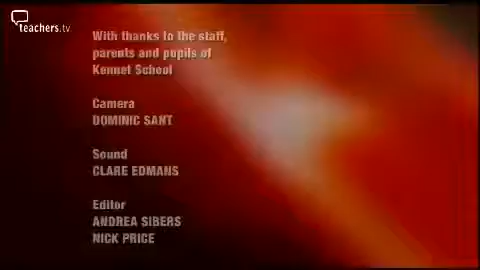 teachers.tv
With thanks to the staff,
parents and pupils of
Kennet School
Camera
DOMINIC SANT
Sound
CLARE EDMANS
Editor
ANDREA SIBERS
NICK PRICE